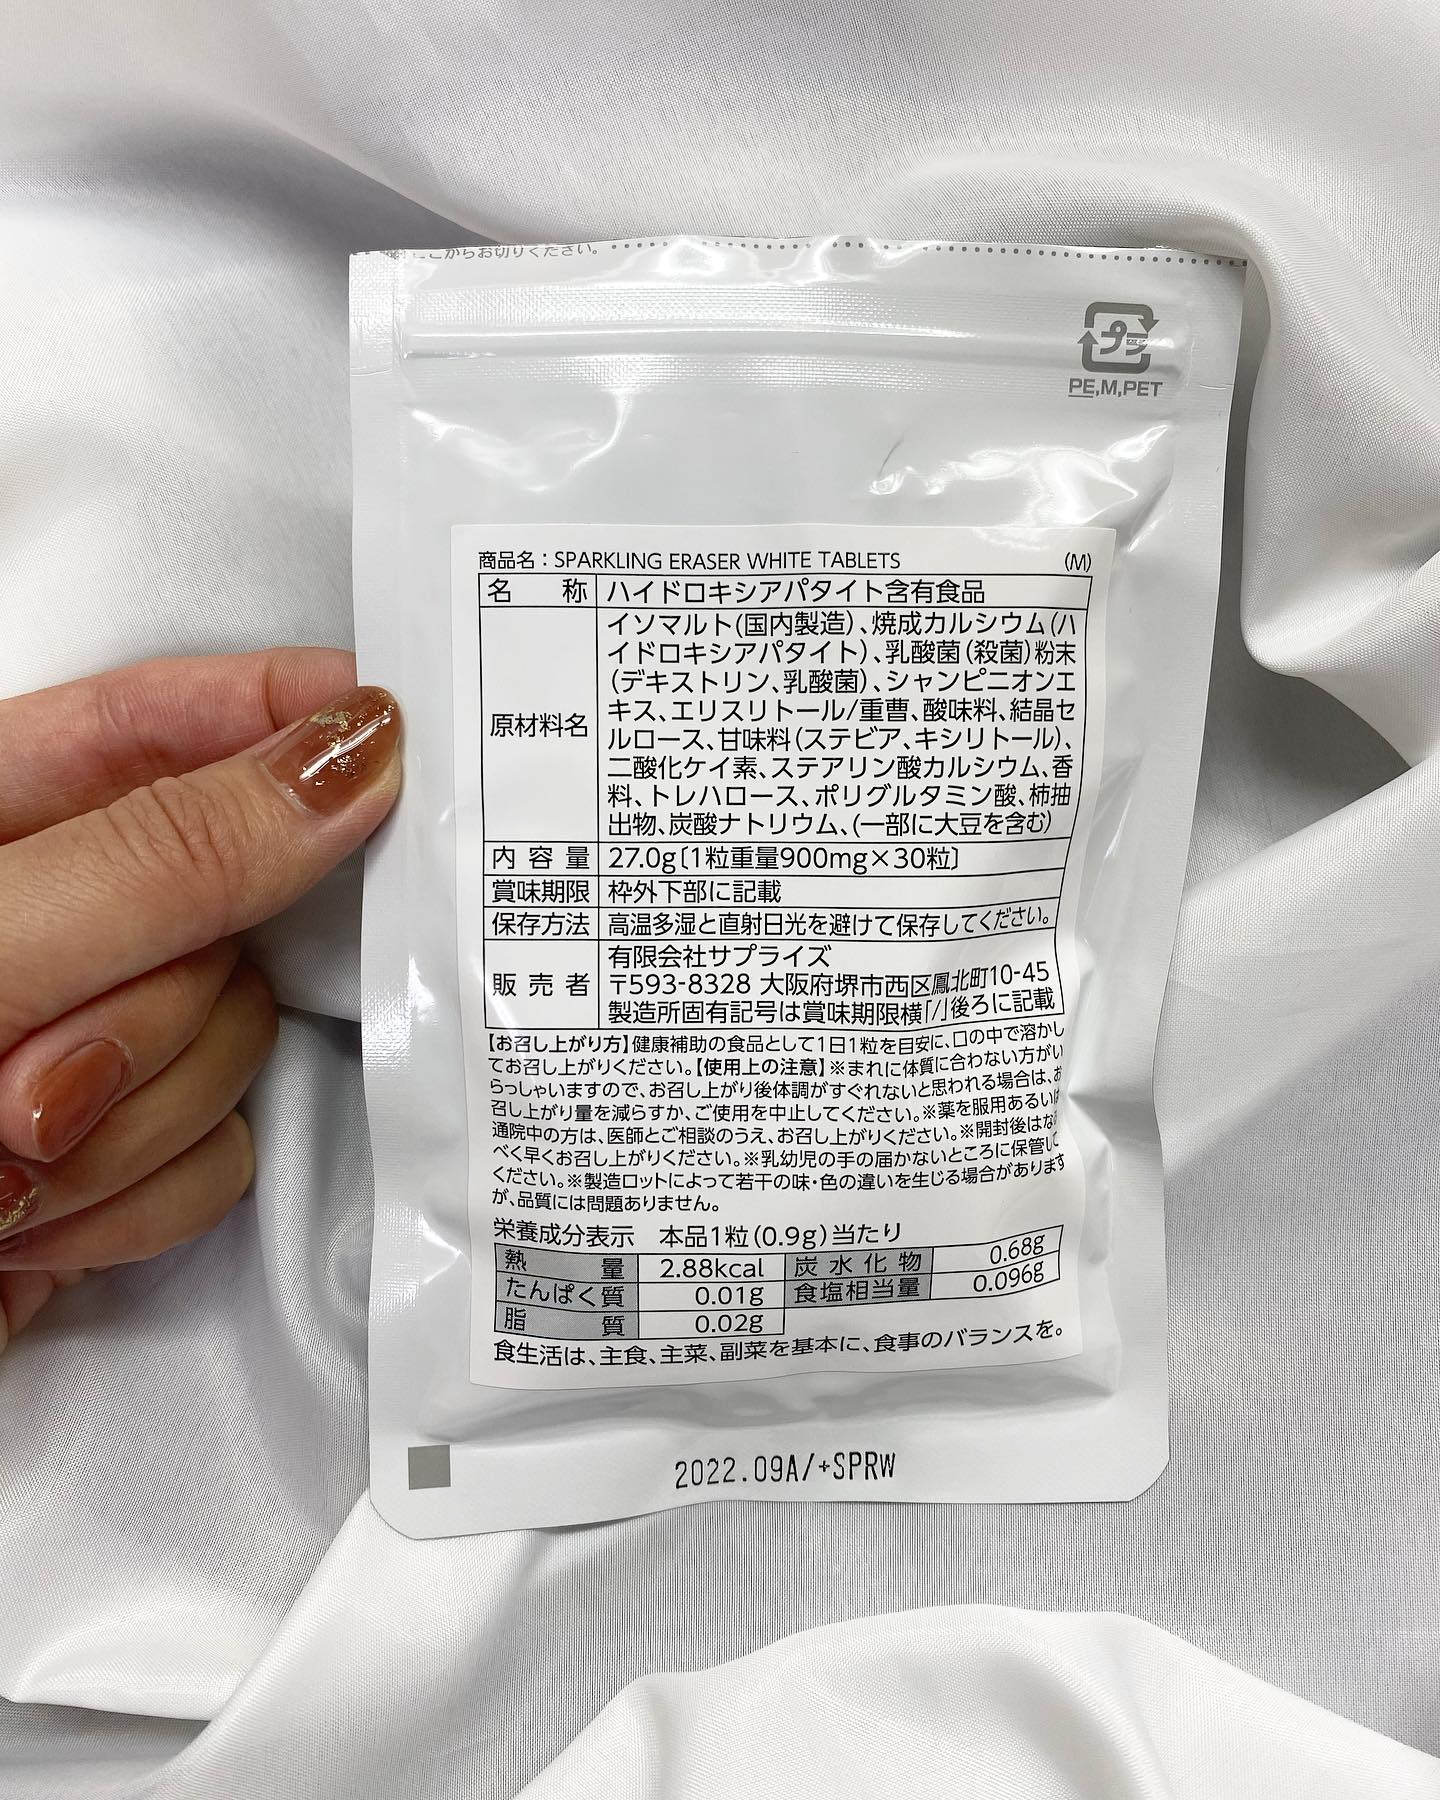 ここからお切りください。
プラ
PE,M,PET
商品名:SPARKLING ERASER WHITE TABLETS (M)
名称 ハイドロキシアパタイト含有食品
原材料名 イソマルト(国内製造)、焼成カルシウム(ハ
イドロキシアパタイト)、乳酸菌(殺菌)粉末
(デキストリン、乳酸菌)、シャンピニオンエ
キス、エリスリトール/重曹、酸味料、結晶セ
ルロース、甘味料(ステビア、キシリトール)、
二酸化ケイ素、ステアリン酸カルシウム、香
料、トレハロース、ポリグルタミン酸、柿抽
出物、炭酸ナトリウム、(一部に大豆を含む)
内容量 27.0g〔1粒重量900mg×30粒〕
賞味期限 枠外下部に記載
保存方法 高温多湿と直射日光を避けて保存してください。
販売者 有限会社サプライズ
〒593-8328 大阪府堺市西区鳳北町10-45
製造所固有記号は賞味期限横「/」後ろに記載
【お召し上がり方】健康補助の食品として1日1粒を目安に、口の中で溶かし
てお召し上がりください。【使用上の注意】※まれに体質に合わない方がい
らっしゃいますので、お召し上がり後体調がすぐれないと思われる場合は、お
召し上がり量を減らすか、ご使用を中止してください。※薬を服用あるいは
通院中の方は、医師とご相談のうえ、お召し上がりください。※開封後はなる
べく早くお召し上がりください。※乳幼児の手の届かないところに保管して
ください。※製造ロットによって若干の味・色の違いを生じる場合があります
が、品質には問題ありません。
栄養成分表示 本品1粒(0.9g)当たり
熱量 2.88kcal 炭水化物 0.68g
たんぱく質 0.01g 食塩相当量 0.096g
脂質 0.02g
食生活は、主食、主菜、副菜を基本に、食事のバランスを。
2022.09A/+SPRW